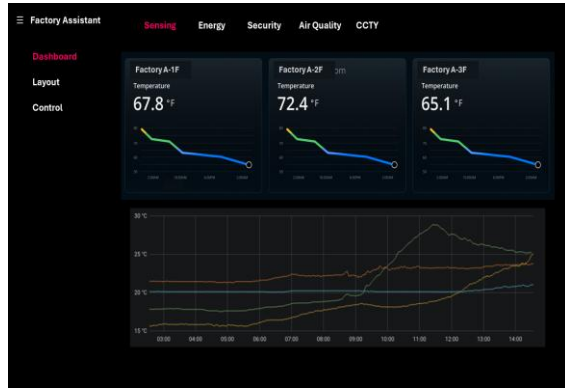 Factory Assistant
Sensing Energy Security Air Quality CCTY
Dashboard
Layout
Control
Factory A-1F
Temperature
67.8 °F
Factory A-2F om
Temperature
72.4 °F
Factory A-3F
Temperature
65.1 °F
30 °C
25 °C
20 °C
15 °C
03:00 04:00 05:00 06:00 07:00 08:00 09:00 10:00 11:00 12:00 13:00 14:00